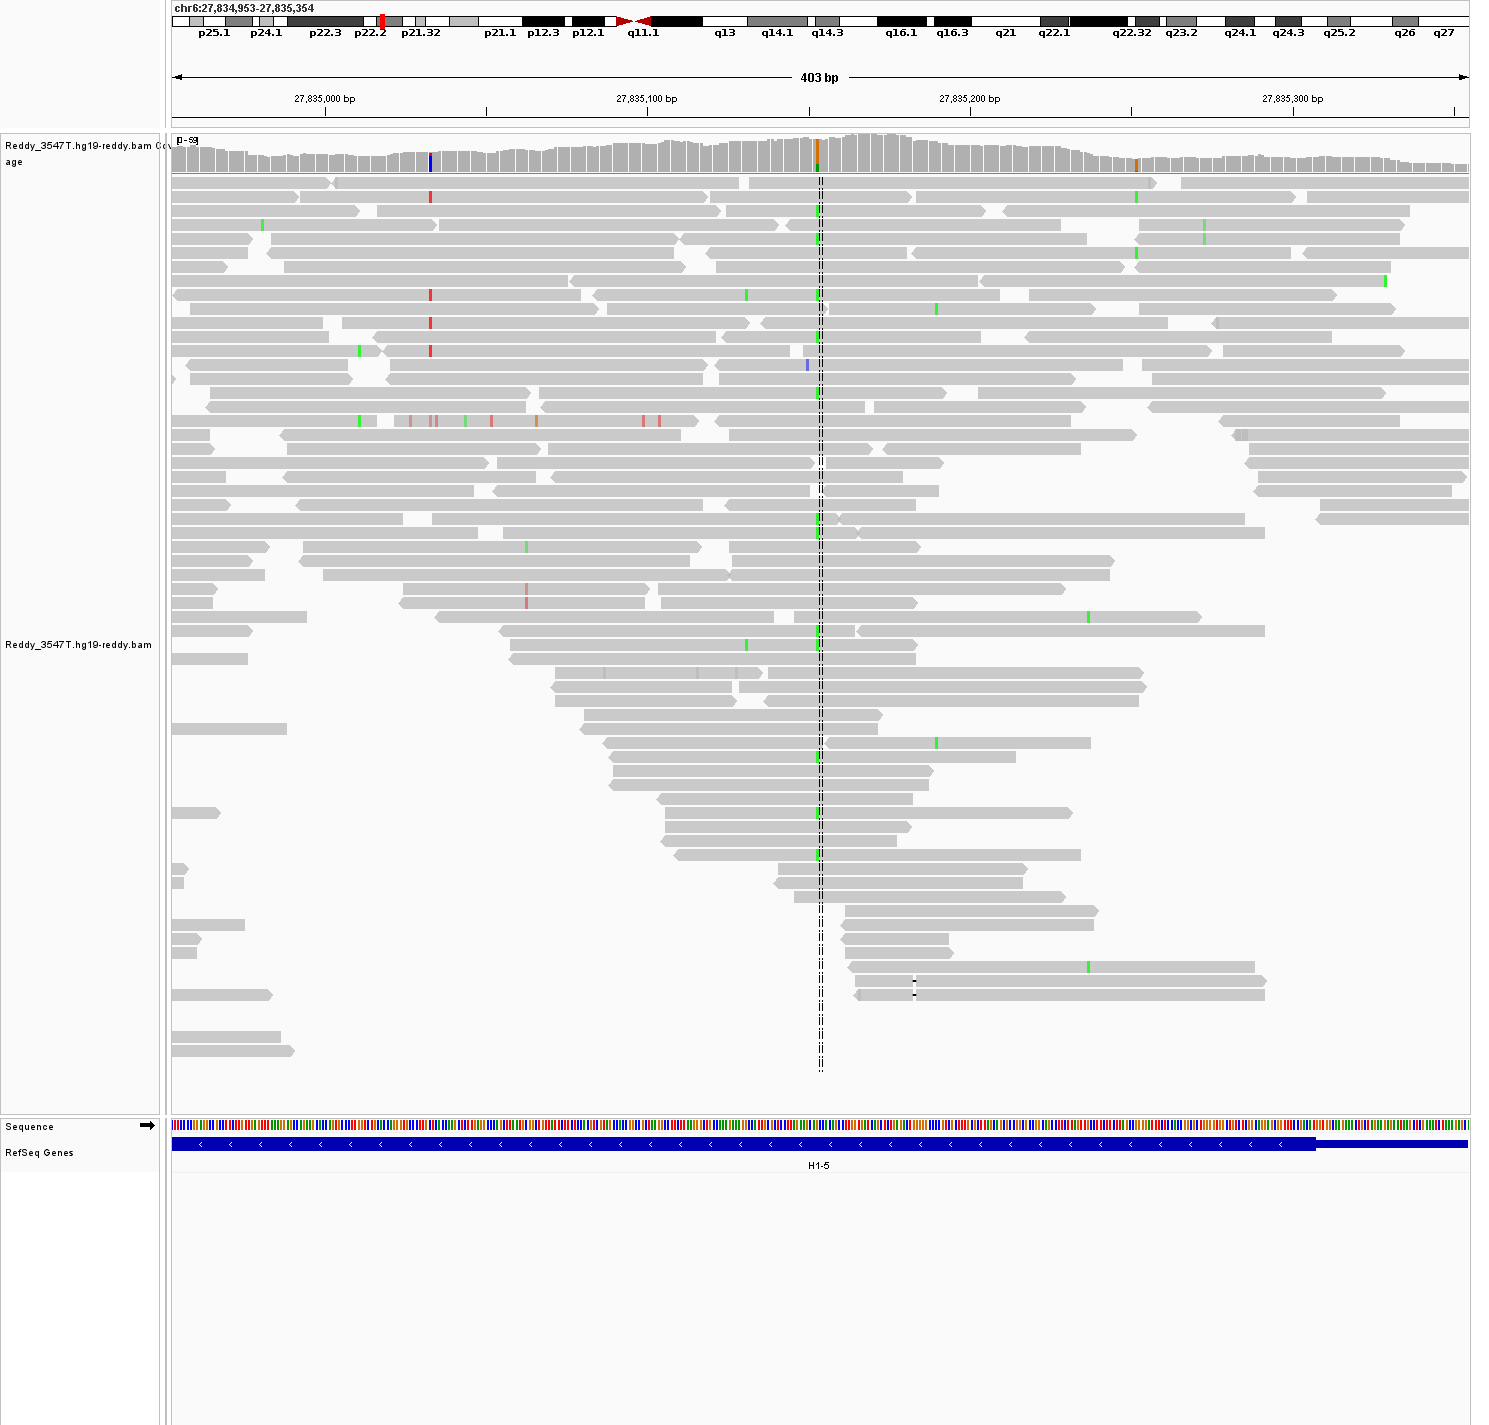 chr6:27,834,953-27,835,354
p25.1 p24.1 p22.3 p22.2 p21.32 p21.1 p12.3 p12.1 q11.1 q13 q14.1 q14.3 q16.1 q16.3 q21 q22.1 q22.32 q23.2 q24.1 q24.3 q25.2 q26 q27
403 bp
27,835,000 bp 27,835,100 bp 27,835,200 bp 27,835,300 bp
[0-59]
Reddy_3547T.hg19-reddy.bam Cov
age
Reddy_3547T.hg19-reddy.bam
Sequence
RefSeq Genes
H1-5